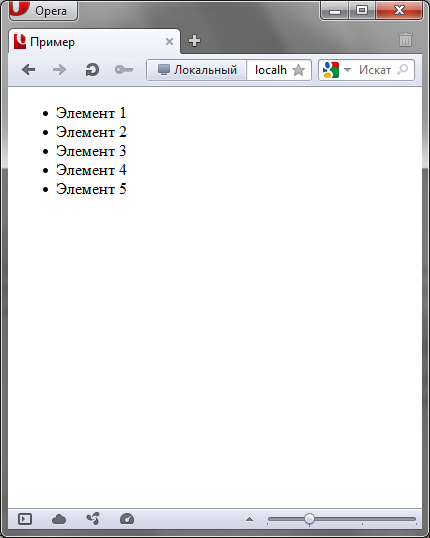 Opera
Пример
Локальный localh Искат
Элемент 1
Элемент 2
Элемент 3
Элемент 4
Элемент 5